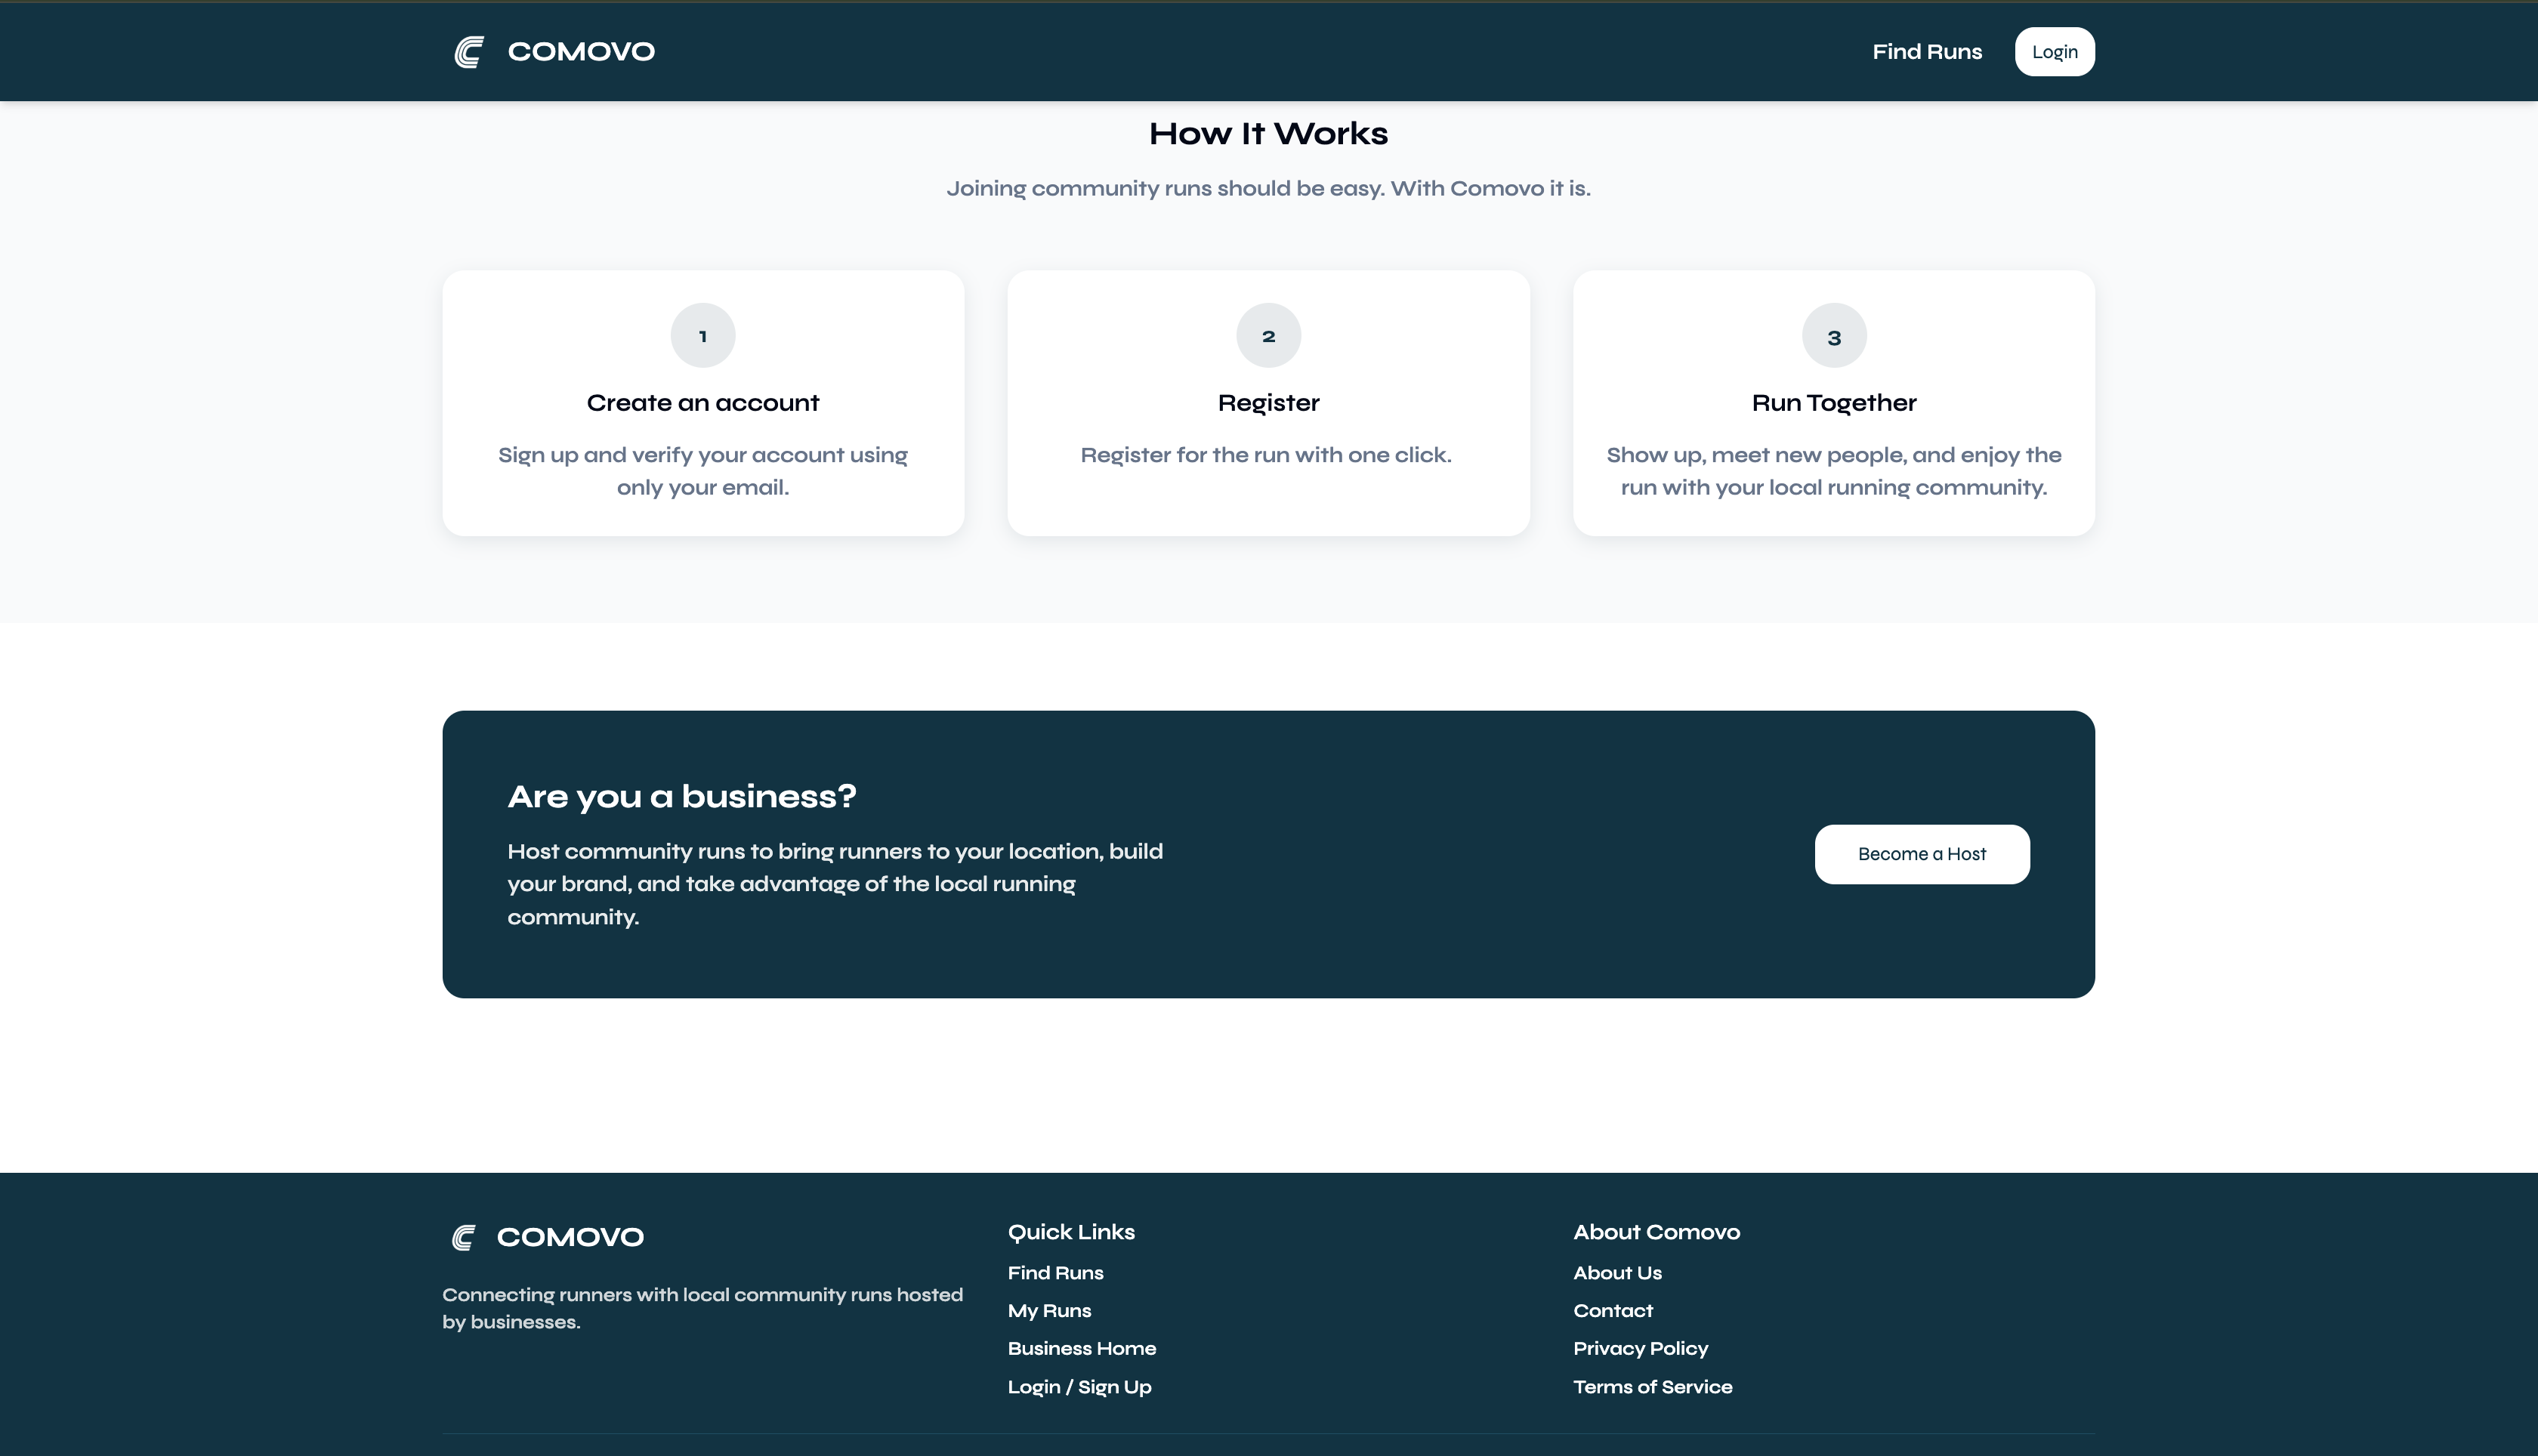 COMOVO
Find Runs
Login
How It Works
Joining community runs should be easy. With Comovo it is.
1
Create an account
Sign up and verify your account using
only your email.
2
Register
Register for the run with one click.
3
Run Together
Show up, meet new people, and enjoy the
run with your local running community.
Are you a business?
Host community runs to bring runners to your location, build
your brand, and take advantage of the local running
community.
Become a Host
COMOVO
Connecting runners with local community runs hosted
by businesses.
Quick Links
Find Runs
My Runs
Business Home
Login / Sign Up
About Comovo
About Us
Contact
Privacy Policy
Terms of Service